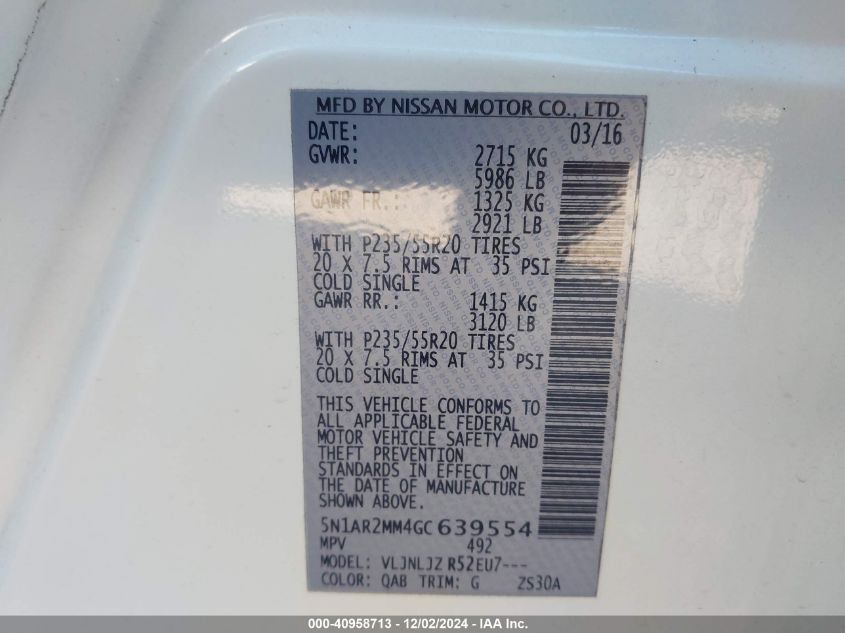 MFD BY NISSAN MOTOR CO., LTD.
DATE: 03/16
GVWR: 2715 KG
5986 LB
GAWR FR.: 1325 KG
2921 LB
WITH P235/55R20 TIRES
20 X 7.5 RIMS AT 35 PSI
COLD SINGLE
GAWR RR.: 1415 KG
3120 LB
WITH P235/55R20 TIRES
20 X 7.5 RIMS AT 35 PSI
COLD SINGLE
THIS VEHICLE CONFORMS TO
ALL APPLICABLE FEDERAL
MOTOR VEHICLE SAFETY AND
THEFT PREVENTION
STANDARDS IN EFFECT ON
THE DATE OF MANUFACTURE
SHOWN ABOVE.
5N1AR2MM4GC 639554
MPV 492
MODEL: VLJNLJZ R52EU7---
COLOR: QAB TRIM: G ZS30A
000-40958713 - 12/02/2024 - IAA Inc.